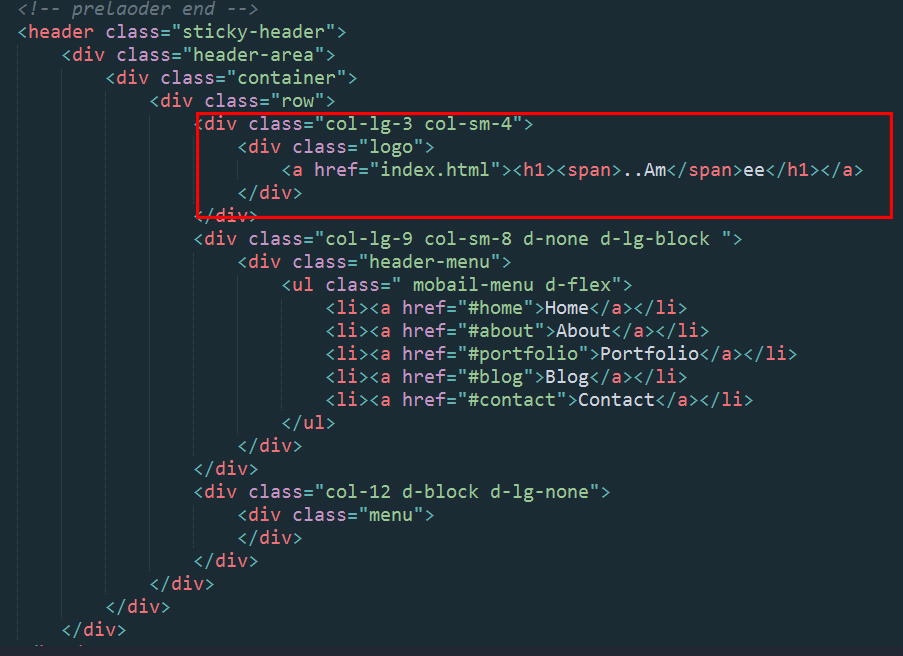 <!-- prelaoder end -->
<header class="sticky-header">
<div class="header-area">
<div class="container">
<div class="row">
<div class="col-lg-3 col-sm-4">
<div class="logo">
<a href="index.html"><h1><span>..Am</span>ee</h1></a>
</div>
</div>
<div class="col-lg-9 col-sm-8 d-none d-lg-block ">
<div class="header-menu">
<ul class=" mobail-menu d-flex">
<li><a href="#home">Home</a></li>
<li><a href="#about">About</a></li>
<li><a href="#portfolio">Portfolio</a></li>
<li><a href="#blog">Blog</a></li>
<li><a href="#contact">Contact</a></li>
</ul>
</div>
</div>
<div class="col-12 d-block d-lg-none">
<div class="menu">
</div>
</div>
</div>
</div>
</div>